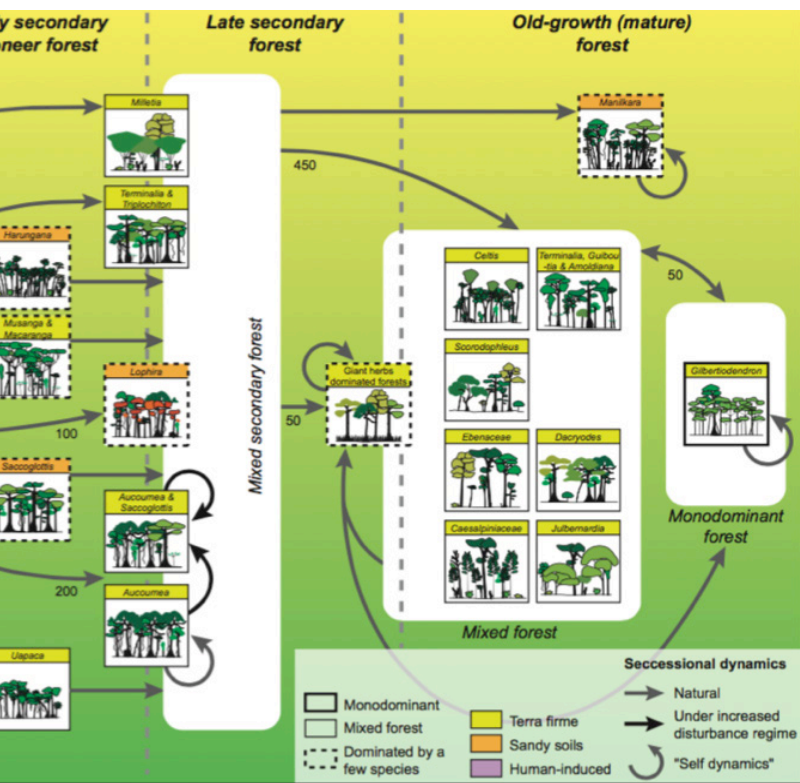 y secondary
neer forest
Late secondary
forest
Old-growth (mature)
forest
Milletia
Terminalia &
Triplochiton
Harungana
Musanga &
Macaranga
Lophira
100
Saccoglottis
Aucoumea &
Saccoglottis
200
Aucoumea
Uapaca
Mixed secondary forest
450
50
Giant herbs
dominated forests
Manilkara
Celtis
Terminalia, Guibou
-tia & Amoldiana
Scorodophleus
Ebenaceae
Dacryodes
Caesalpiniaceae
Julbernardia
Mixed forest
50
Gilbertiodendron
Monodominant
forest
Monodominant
Mixed forest
Dominated by a
few species
Terra firme
Sandy soils
Human-induced
Seccessional dynamics
Natural
Under increased
disturbance regime
"Self dynamics"